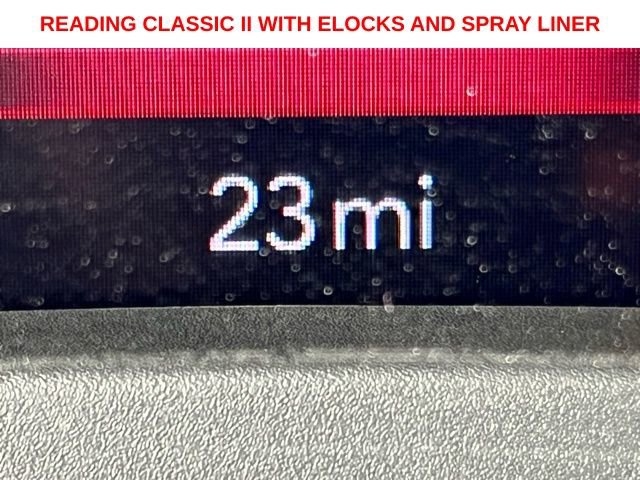 READING CLASSIC II WITH ELOCKS AND SPRAY LINER
23 mi